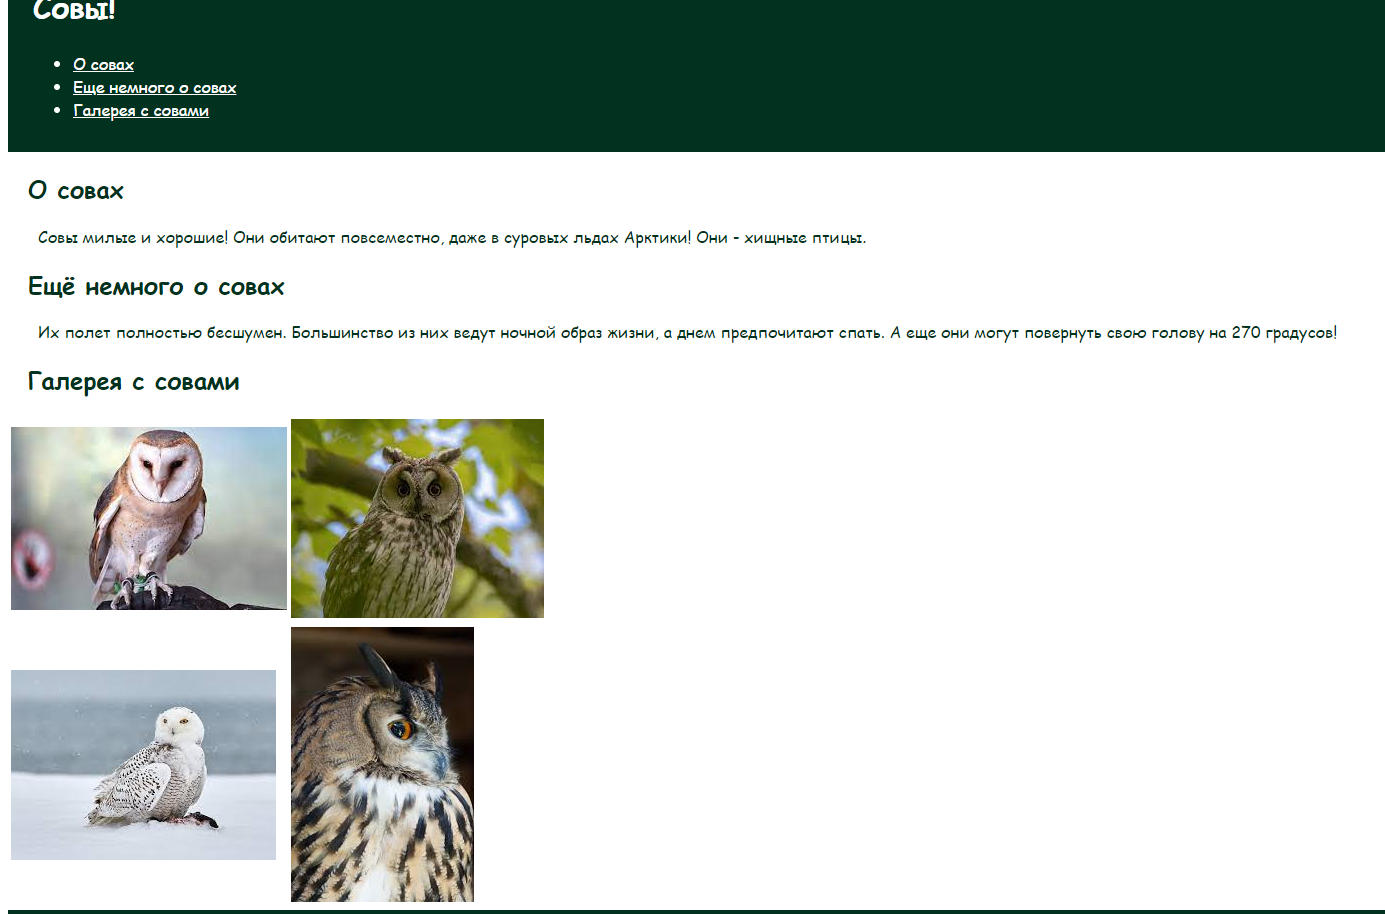 Совы!
О совах
Еще немного о совах
Галерея с совами
О совах
Совы милые и хорошие! Они обитают повсеместно, даже в суровых льдах Арктики! Они - хищные птицы.
Ещё немного о совах
Их полет полностью бесшумен. Большинство из них ведут ночной образ жизни, а днем предпочитают спать. А еще они могут повернуть свою голову на 270 градусов!
Галерея с совами